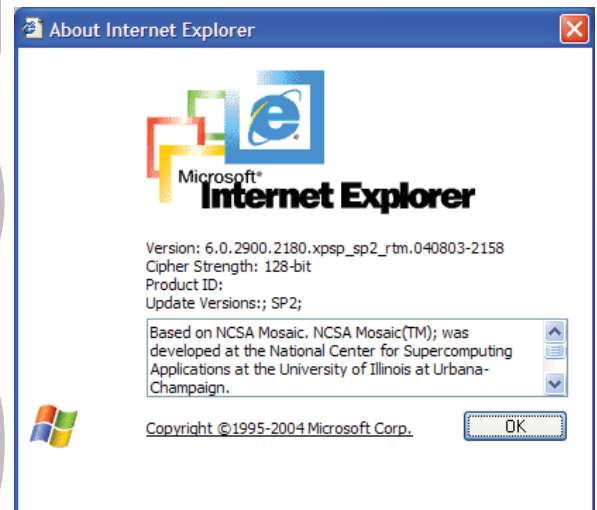 About Internet Explorer
Microsoft®
Internet Explorer
Version: 6.0.2900.2180.xpsp_sp2_rtm.040803-2158
Cipher Strength: 128-bit
Product ID:
Update Versions:; SP2;
Based on NCSA Mosaic. NCSA Mosaic(TM); was
developed at the National Center for Supercomputing
Applications at the University of Illinois at Urbana-
Champaign.
Copyright ©1995-2004 Microsoft Corp.
OK